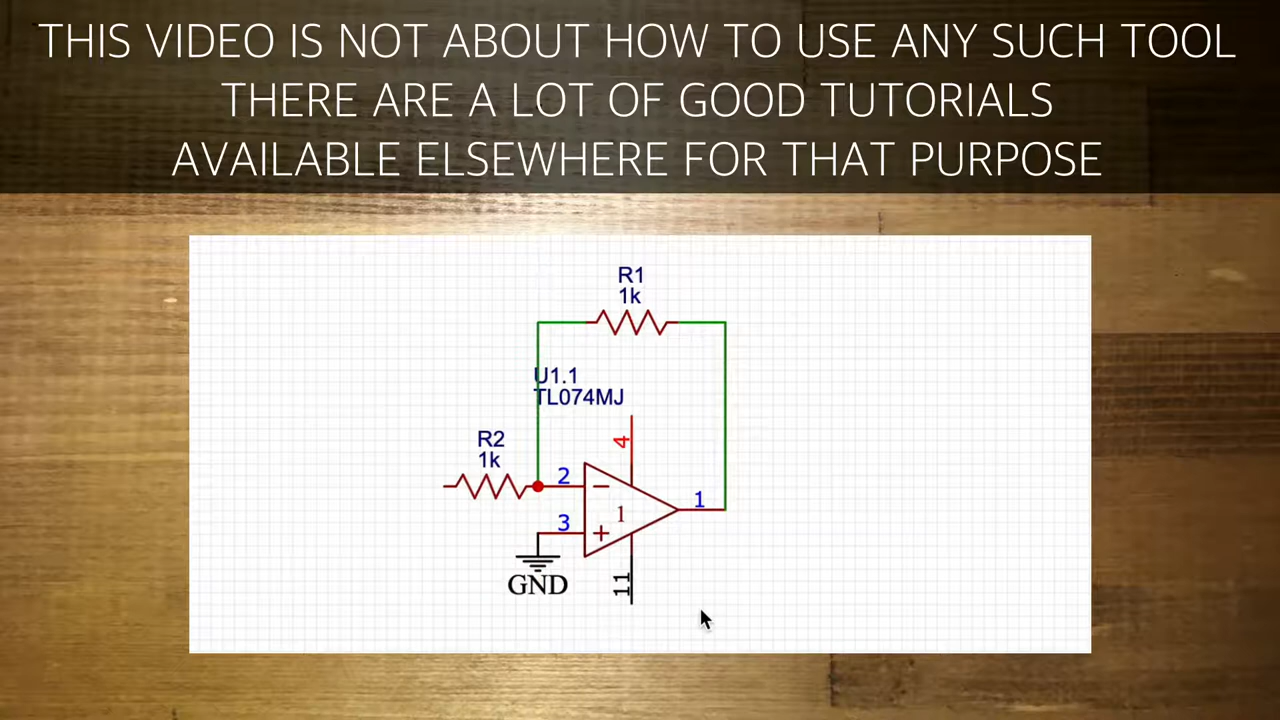 THIS VIDEO IS NOT ABOUT HOW TO USE ANY SUCH TOOL
THERE ARE A LOT OF GOOD TUTORIALS
AVAILABLE ELSEWHERE FOR THAT PURPOSE
R1
1k
U1.1
TL074MJ
R2
1k
4
2
−
1
1
3
+
11
GND